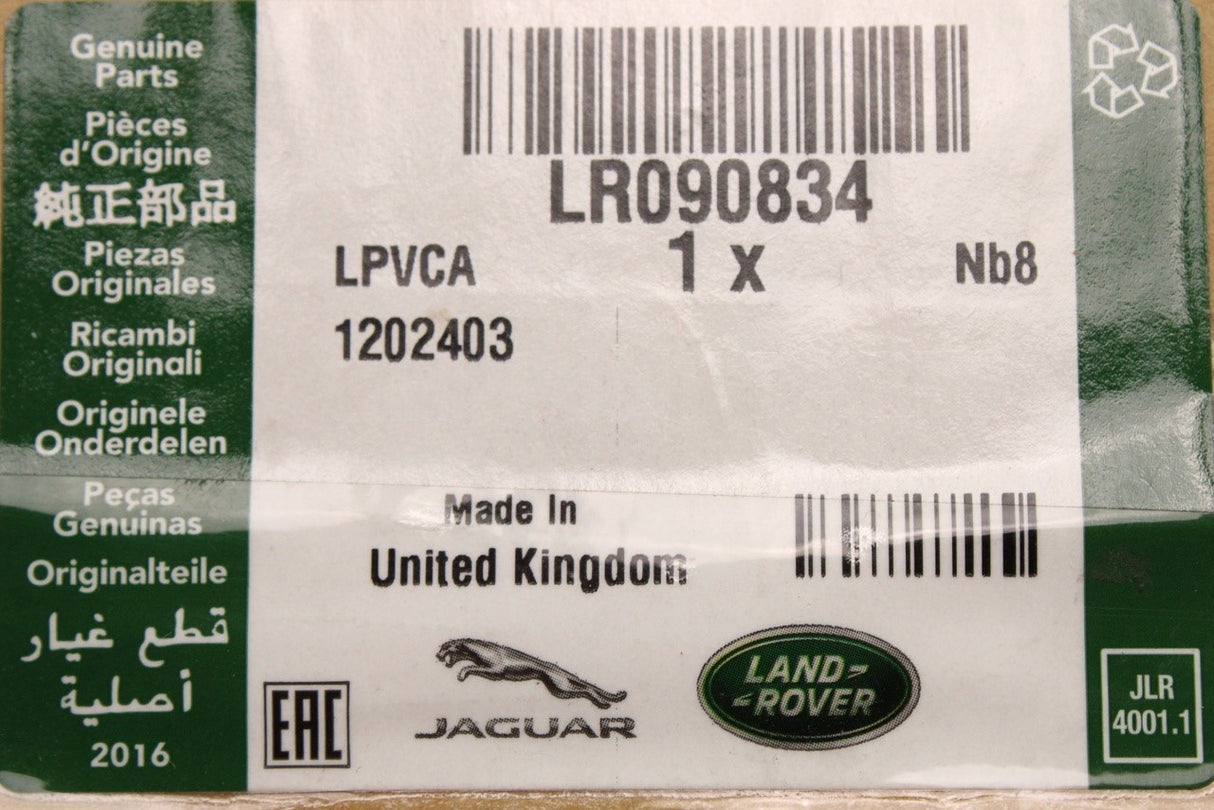 Genuine
Parts
Pièces
d'Origine
純正部品
Piezas
Originales
Ricambi
Originali
Originele
Onderdelen
Peças
Genuinas
Originalteile
قطع غيار
أصلية
2016
LR090834
LPVCA
1 x
Nb8
1202403
Made In
United Kingdom
EAC
JAGUAR
LAND-
-ROVER
JLR
4001.1